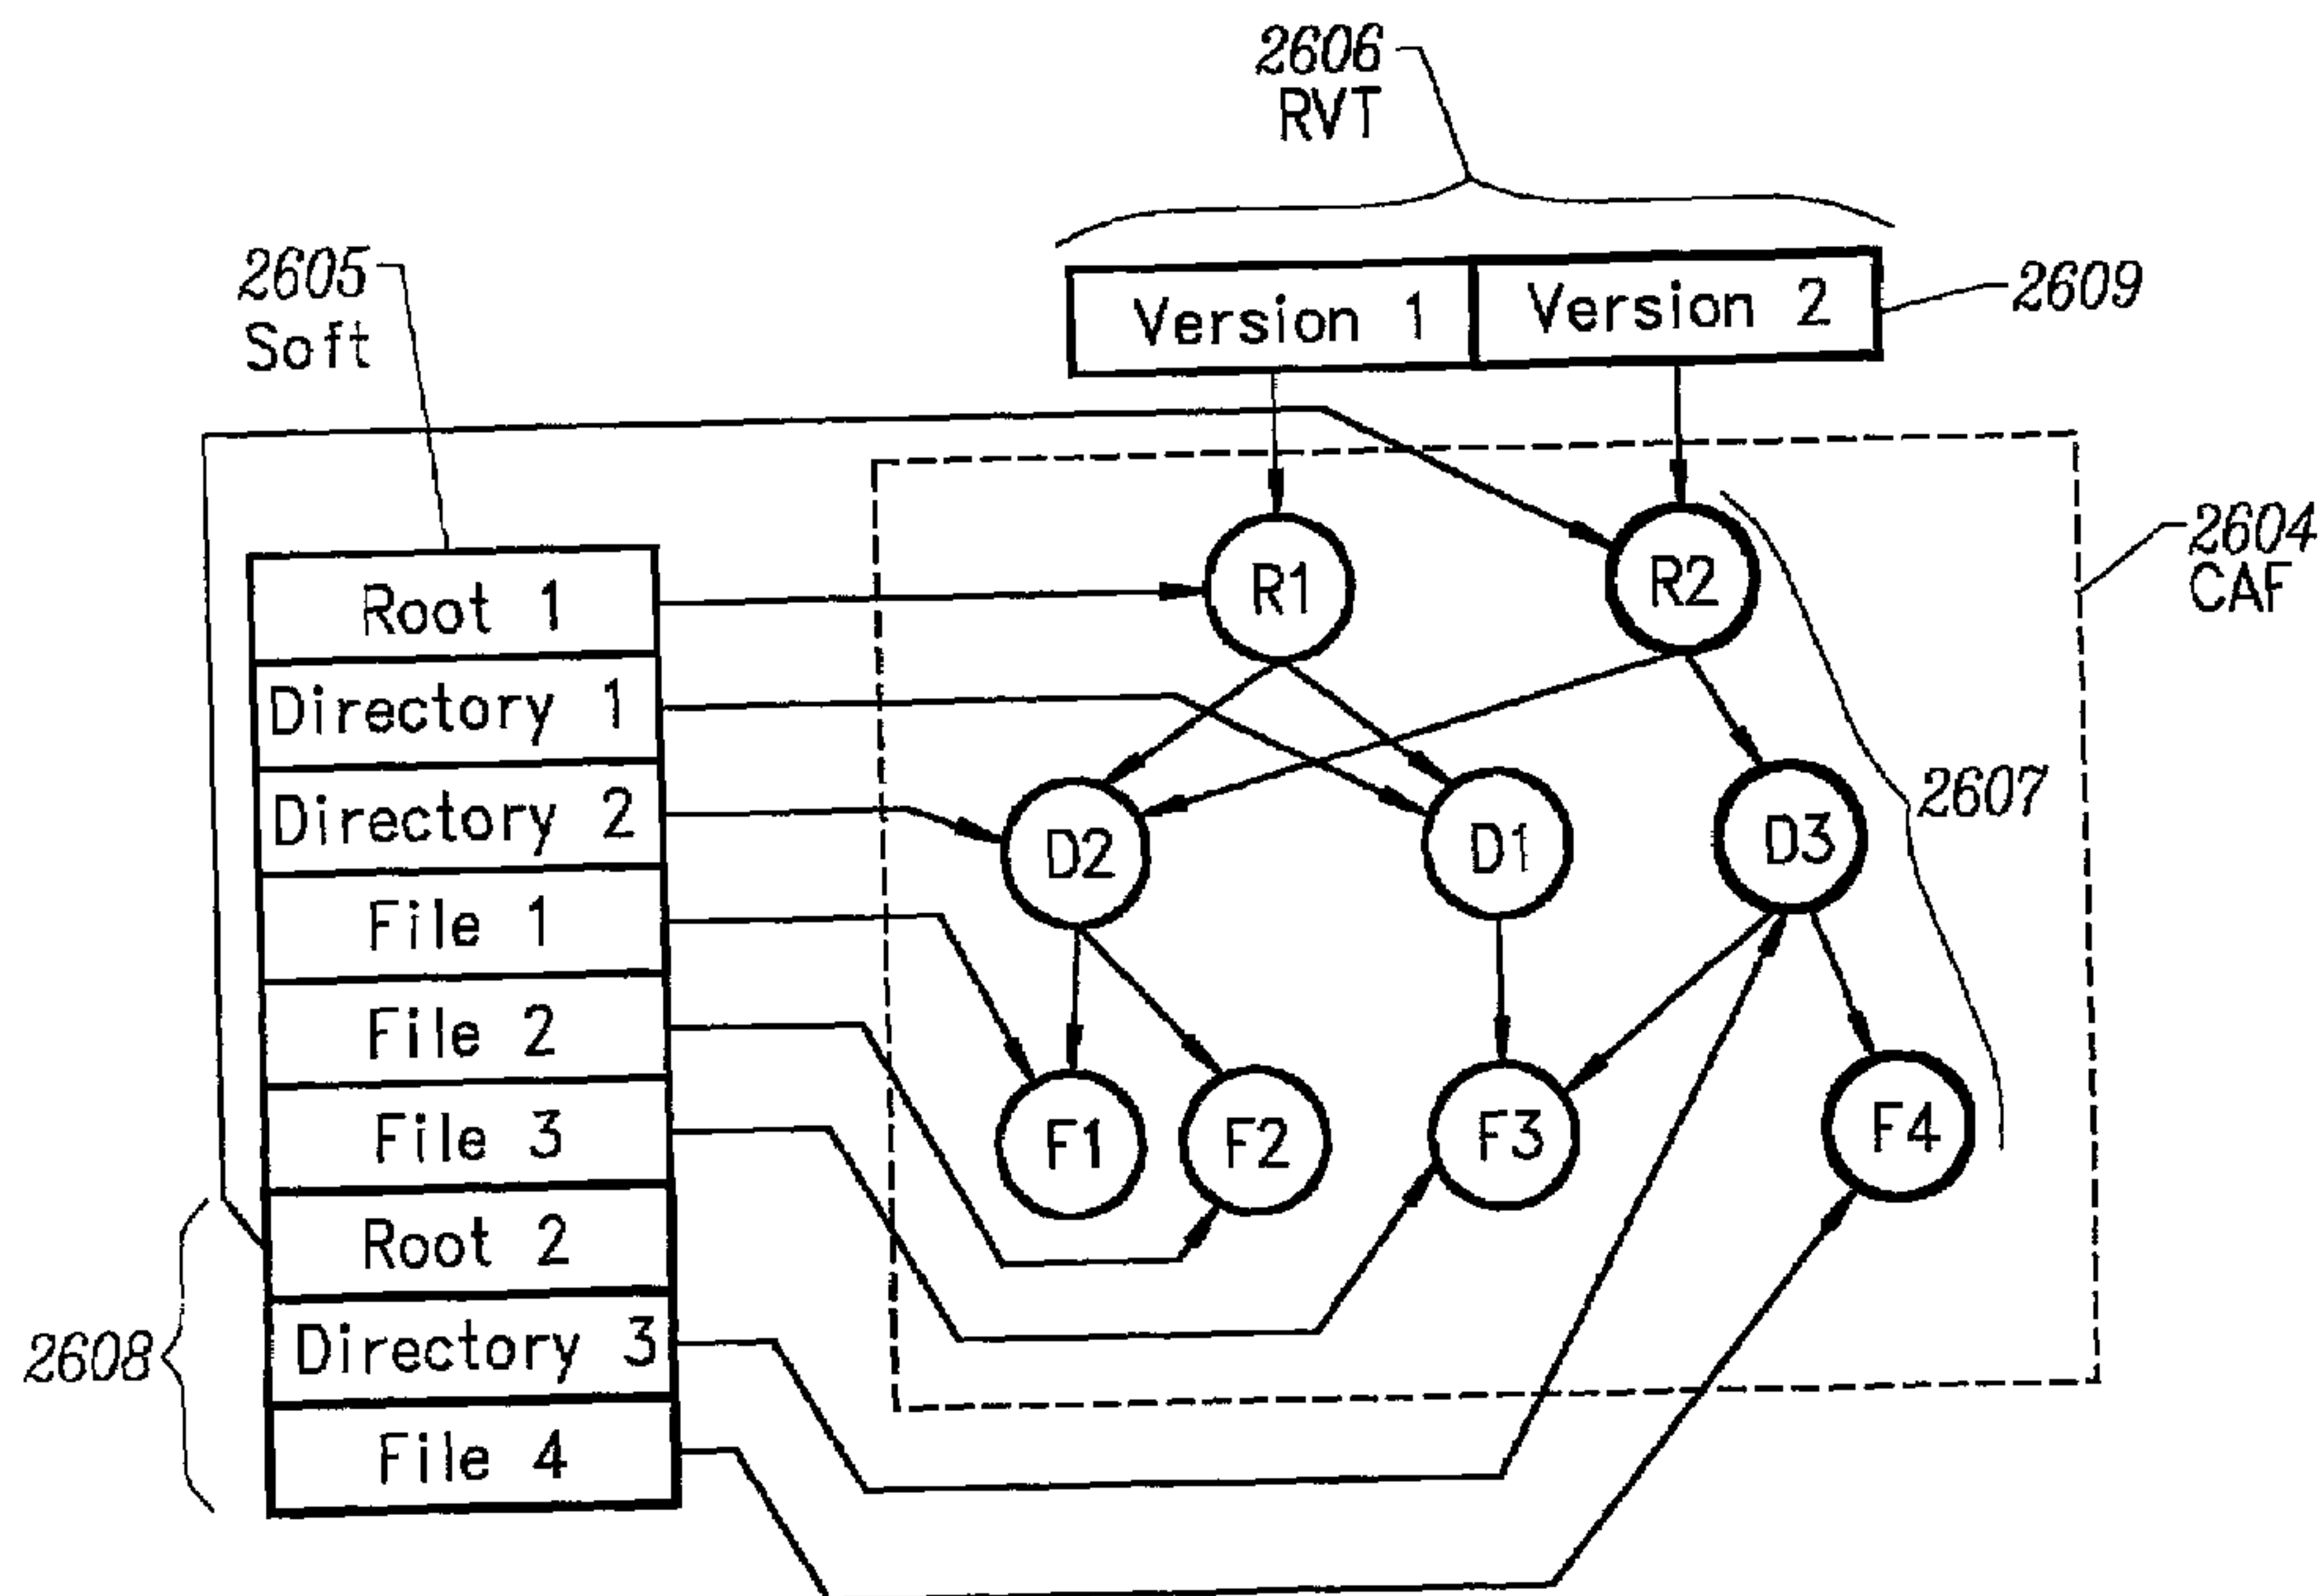 2606
RVT
2605
Soft
Version 1
Version 2
2609
2604
CAF
Root 1
R1
R2
Directory 1
Directory 2
D2
D1
D3
2607
File 1
File 2
File 3
F1
F2
F3
F4
Root 2
2608
Directory 3
File 4